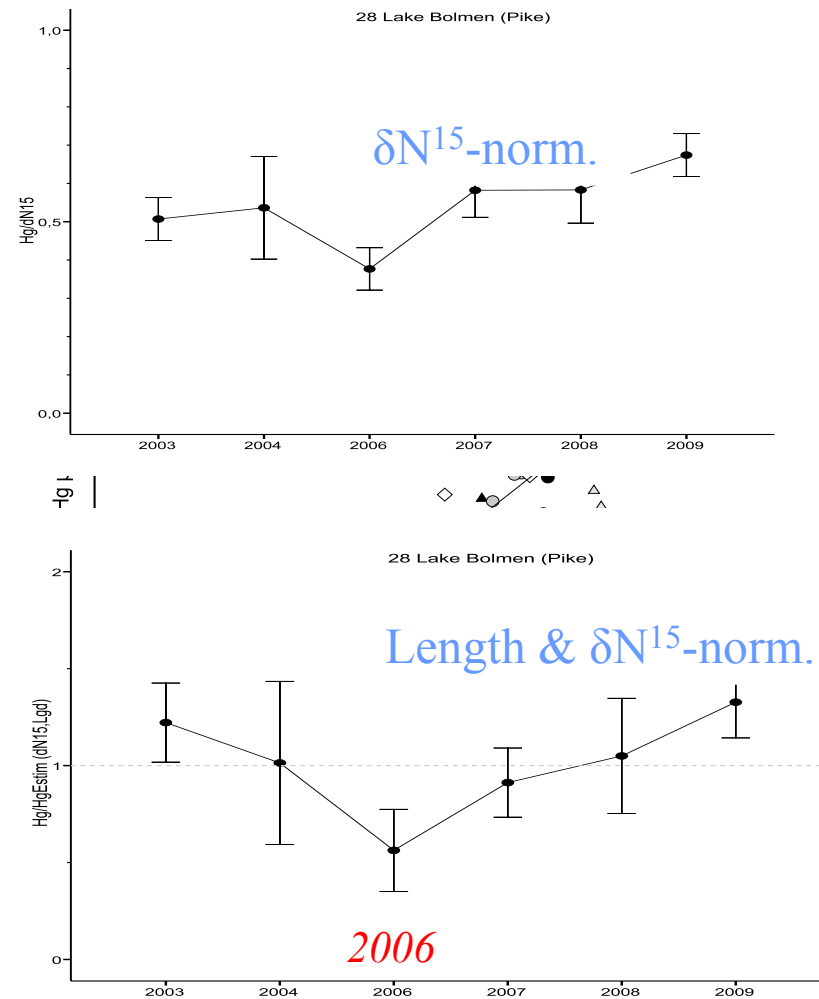 28 Lake Bolmen (Pike)
1,0
δN¹⁵-norm.
Hg/dN15
0,5
0,0
2003 2004 2006 2007 2008 2009
28 Lake Bolmen (Pike)
2
Length & δN¹⁵-norm.
Hg/HgEstim (dN15,Lgd)
1
2006
0
2003 2004 2006 2007 2008 2009